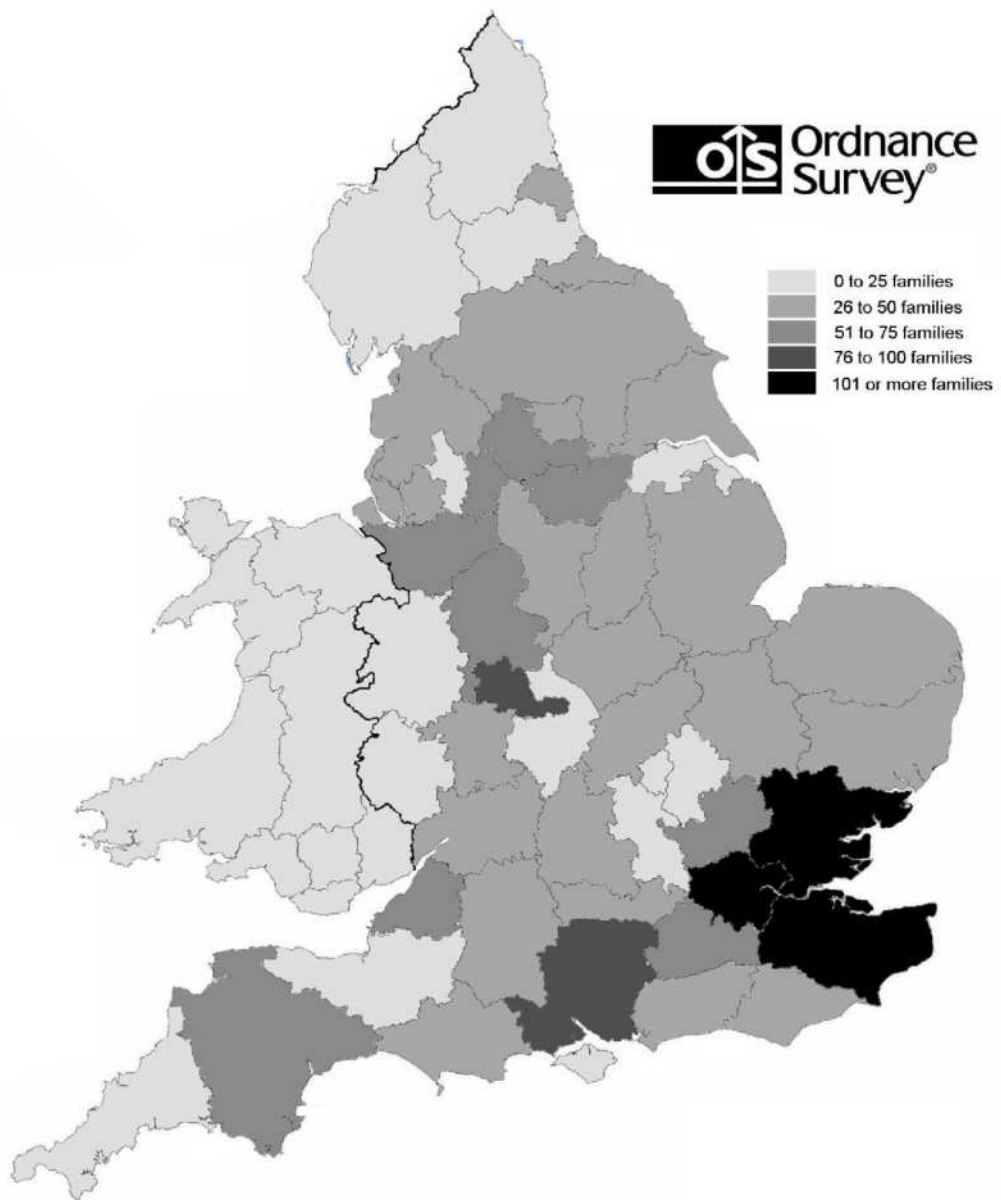 OS Ordnance
Survey®
0 to 25 families
26 to 50 families
51 to 75 families
76 to 100 families
101 or more families